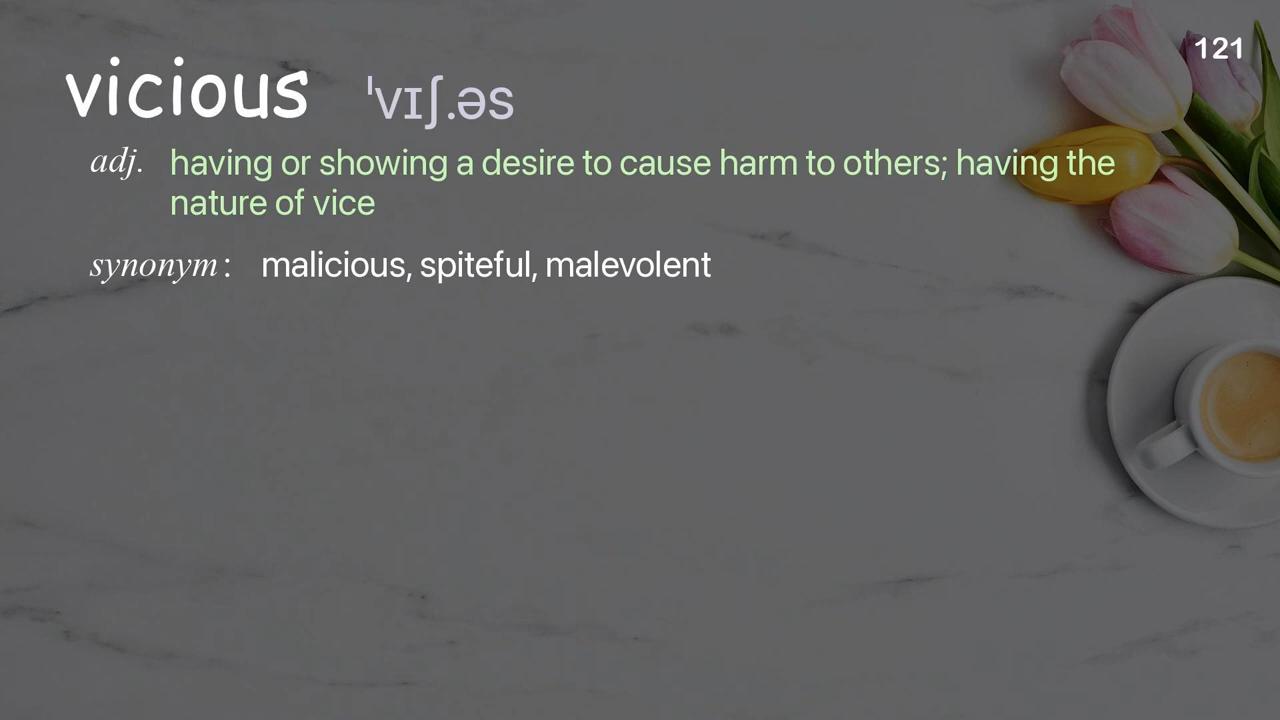 121
vicious ˈvɪʃ.əs
adj. having or showing a desire to cause harm to others; having the
nature of vice
synonym : malicious, spiteful, malevolent